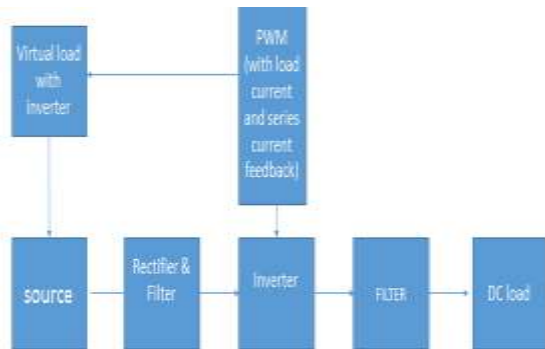 Virtual load
with
inverter
PWM
(with load
current
and series
current
feedback)
source
Rectifier &
Filter
Inverter
FILTER
DC load